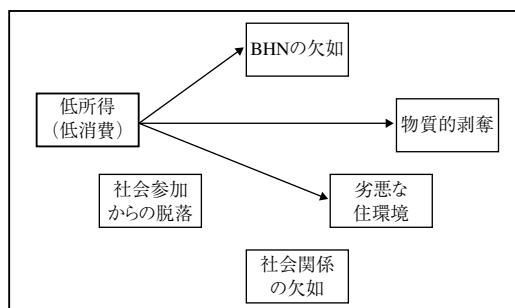 BHNの欠如
低所得
（低消費）
物質的剥奪
社会参加
からの脱落
劣悪な
住環境
社会関係
の欠如